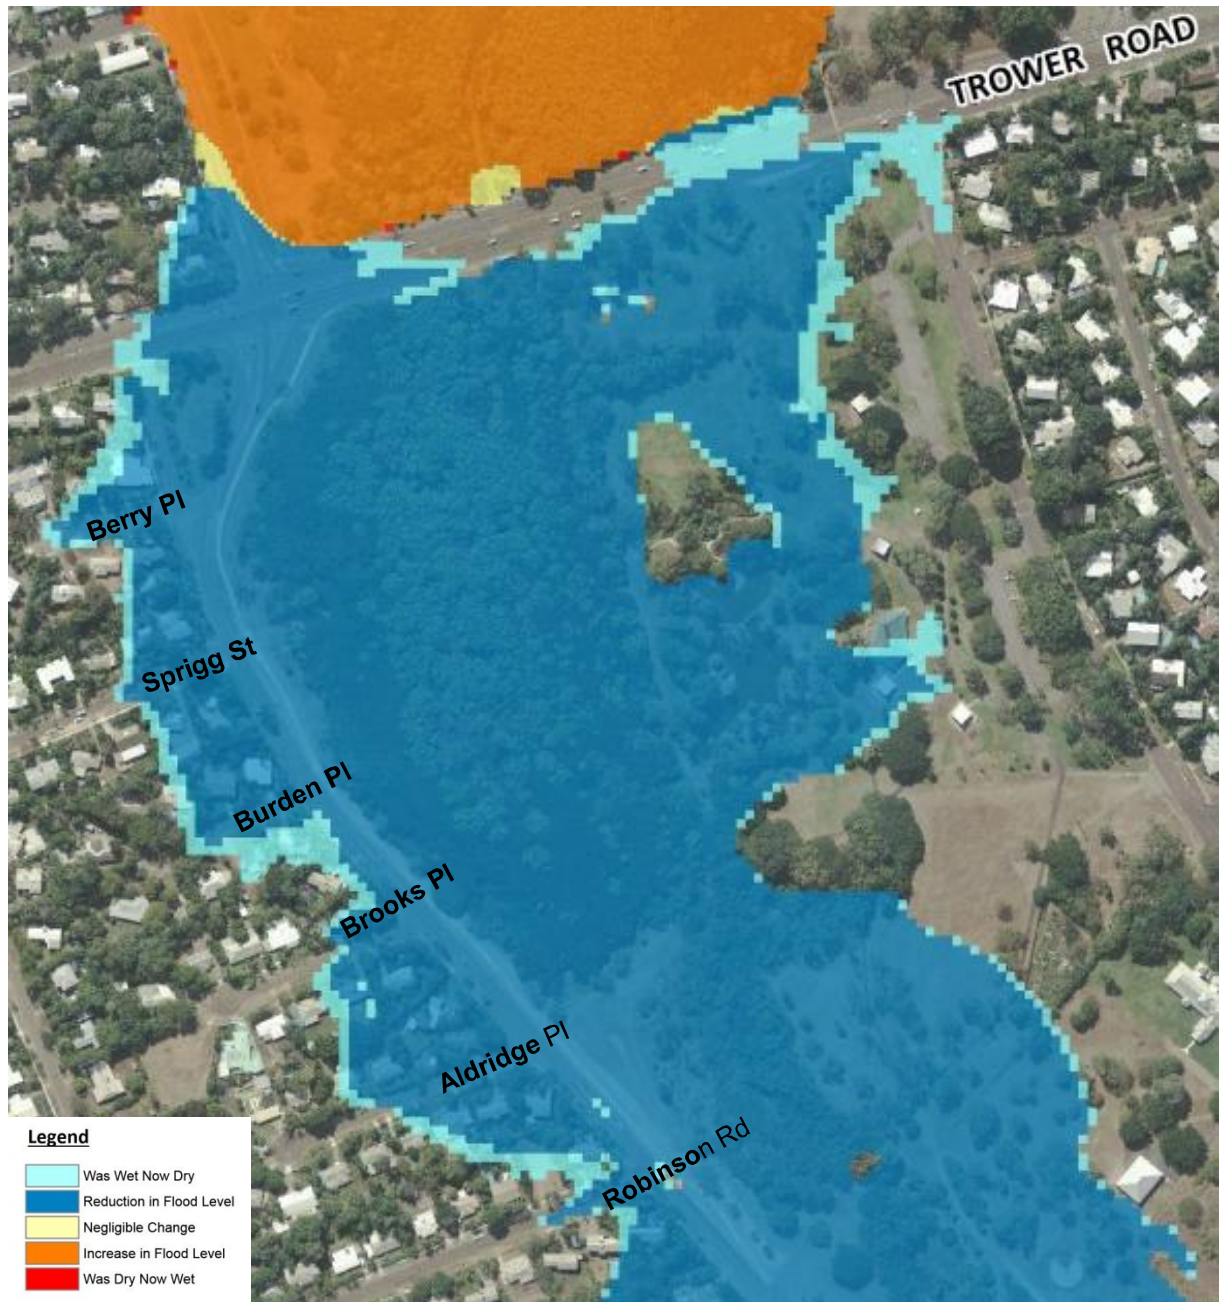 TROWER ROAD
Berry Pl
Sprigg St
Burden Pl
Brooks Pl
Aldridge Pl
Robinson Rd
Legend
Was Wet Now Dry
Reduction in Flood Level
Negligible Change
Increase in Flood Level
Was Dry Now Wet